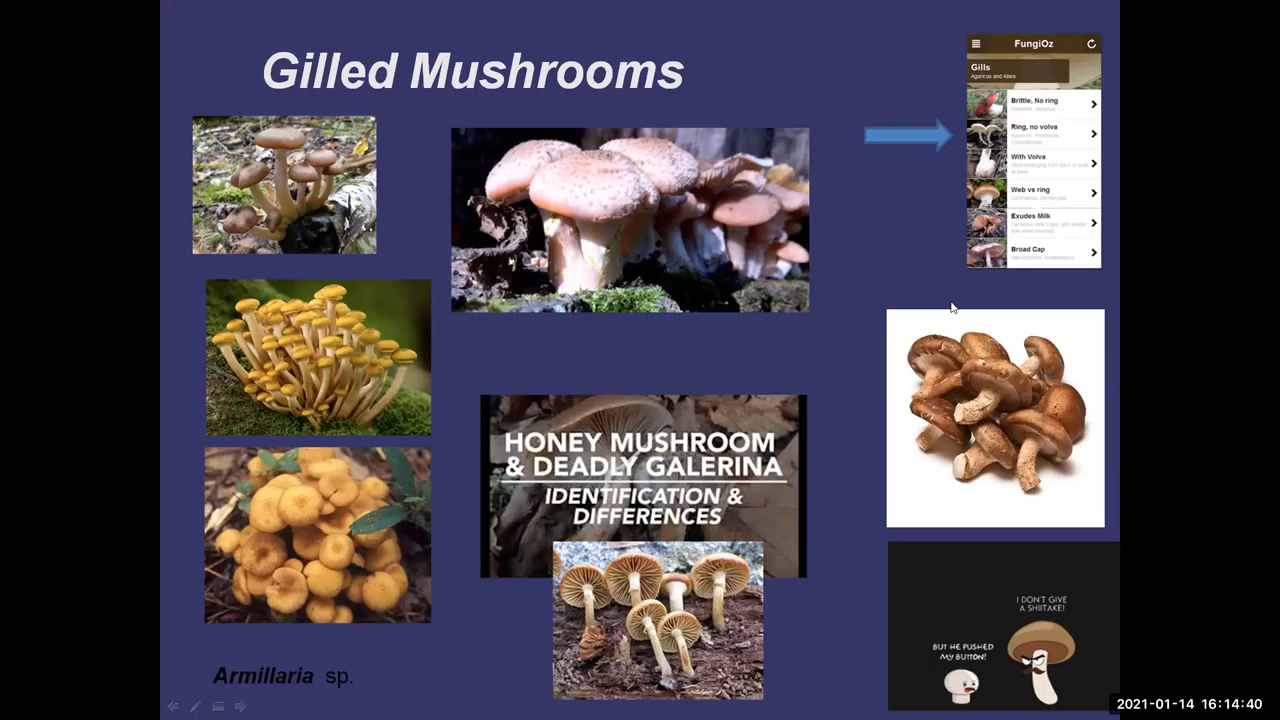 Gilled Mushrooms
FungiOz
Gills
Agaricus and Allies
Brittle, No ring
Ring, no volva
With Volva
Web vs ring
Exudes Milk
Broad Cap
HONEY MUSHROOM
& DEADLY GALERINA
IDENTIFICATION &
DIFFERENCES
I DON'T GIVE
A SHIITAKE!
BUT HE PUSHED
MY BUTTON!
Armillaria sp.
2021-01-14 16:14:40